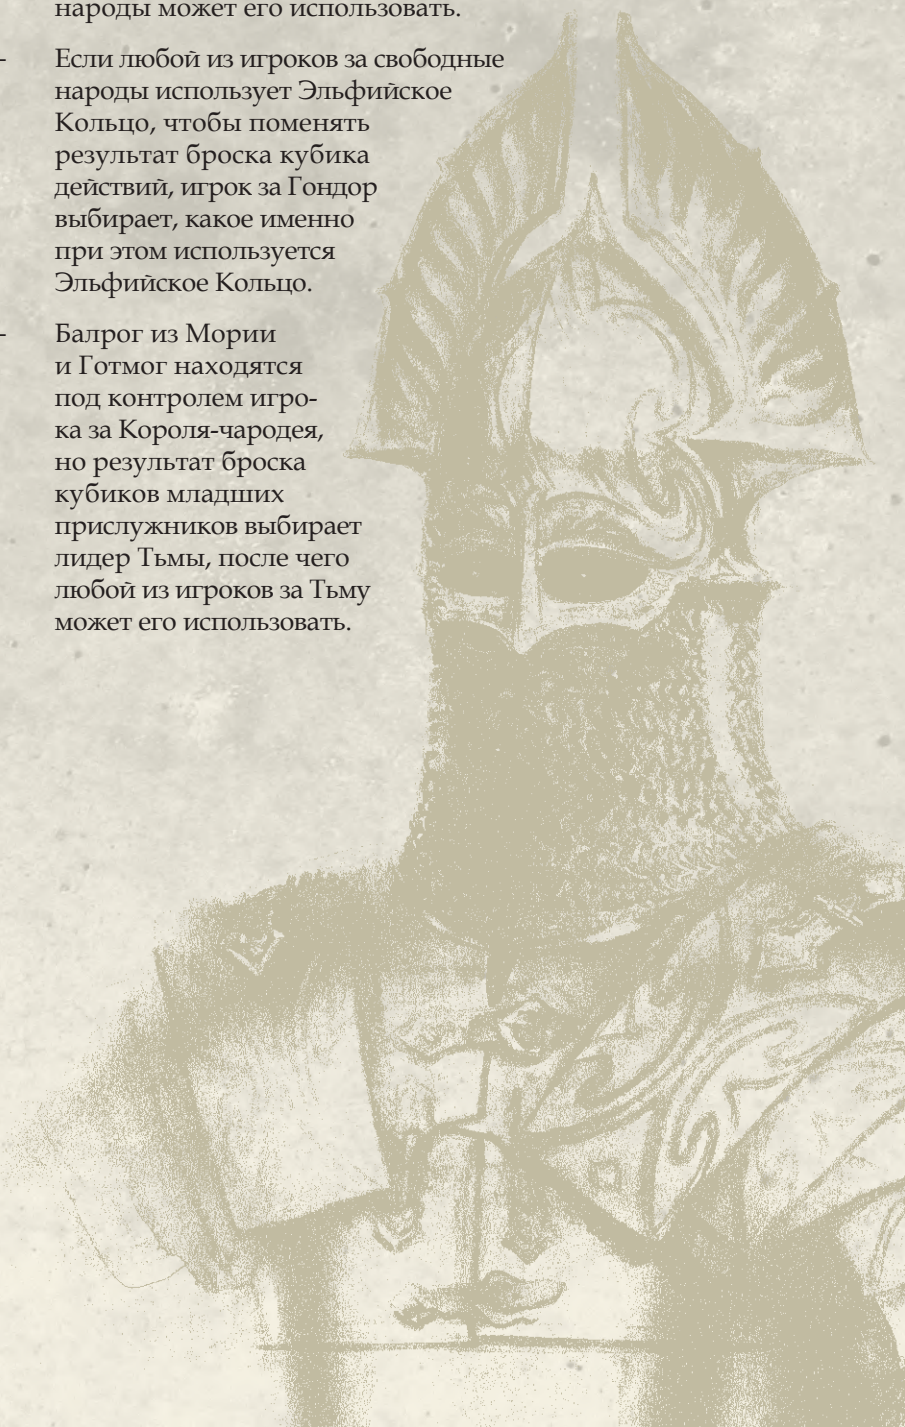 народы может его использовать.
- Если любой из игроков за свободные
народы использует Эльфийское
Кольцо, чтобы поменять
результат броска кубика
действий, игрок за Гондор
выбирает, какое именно
при этом используется
Эльфийское Кольцо.
- Балрог из Мории
и Готмог находятся
под контролем игро-
ка за Короля-чародея,
но результат броска
кубиков младших
прислужников выбирает
лидер Тьмы, после чего
любой из игроков за Тьму
может его использовать.